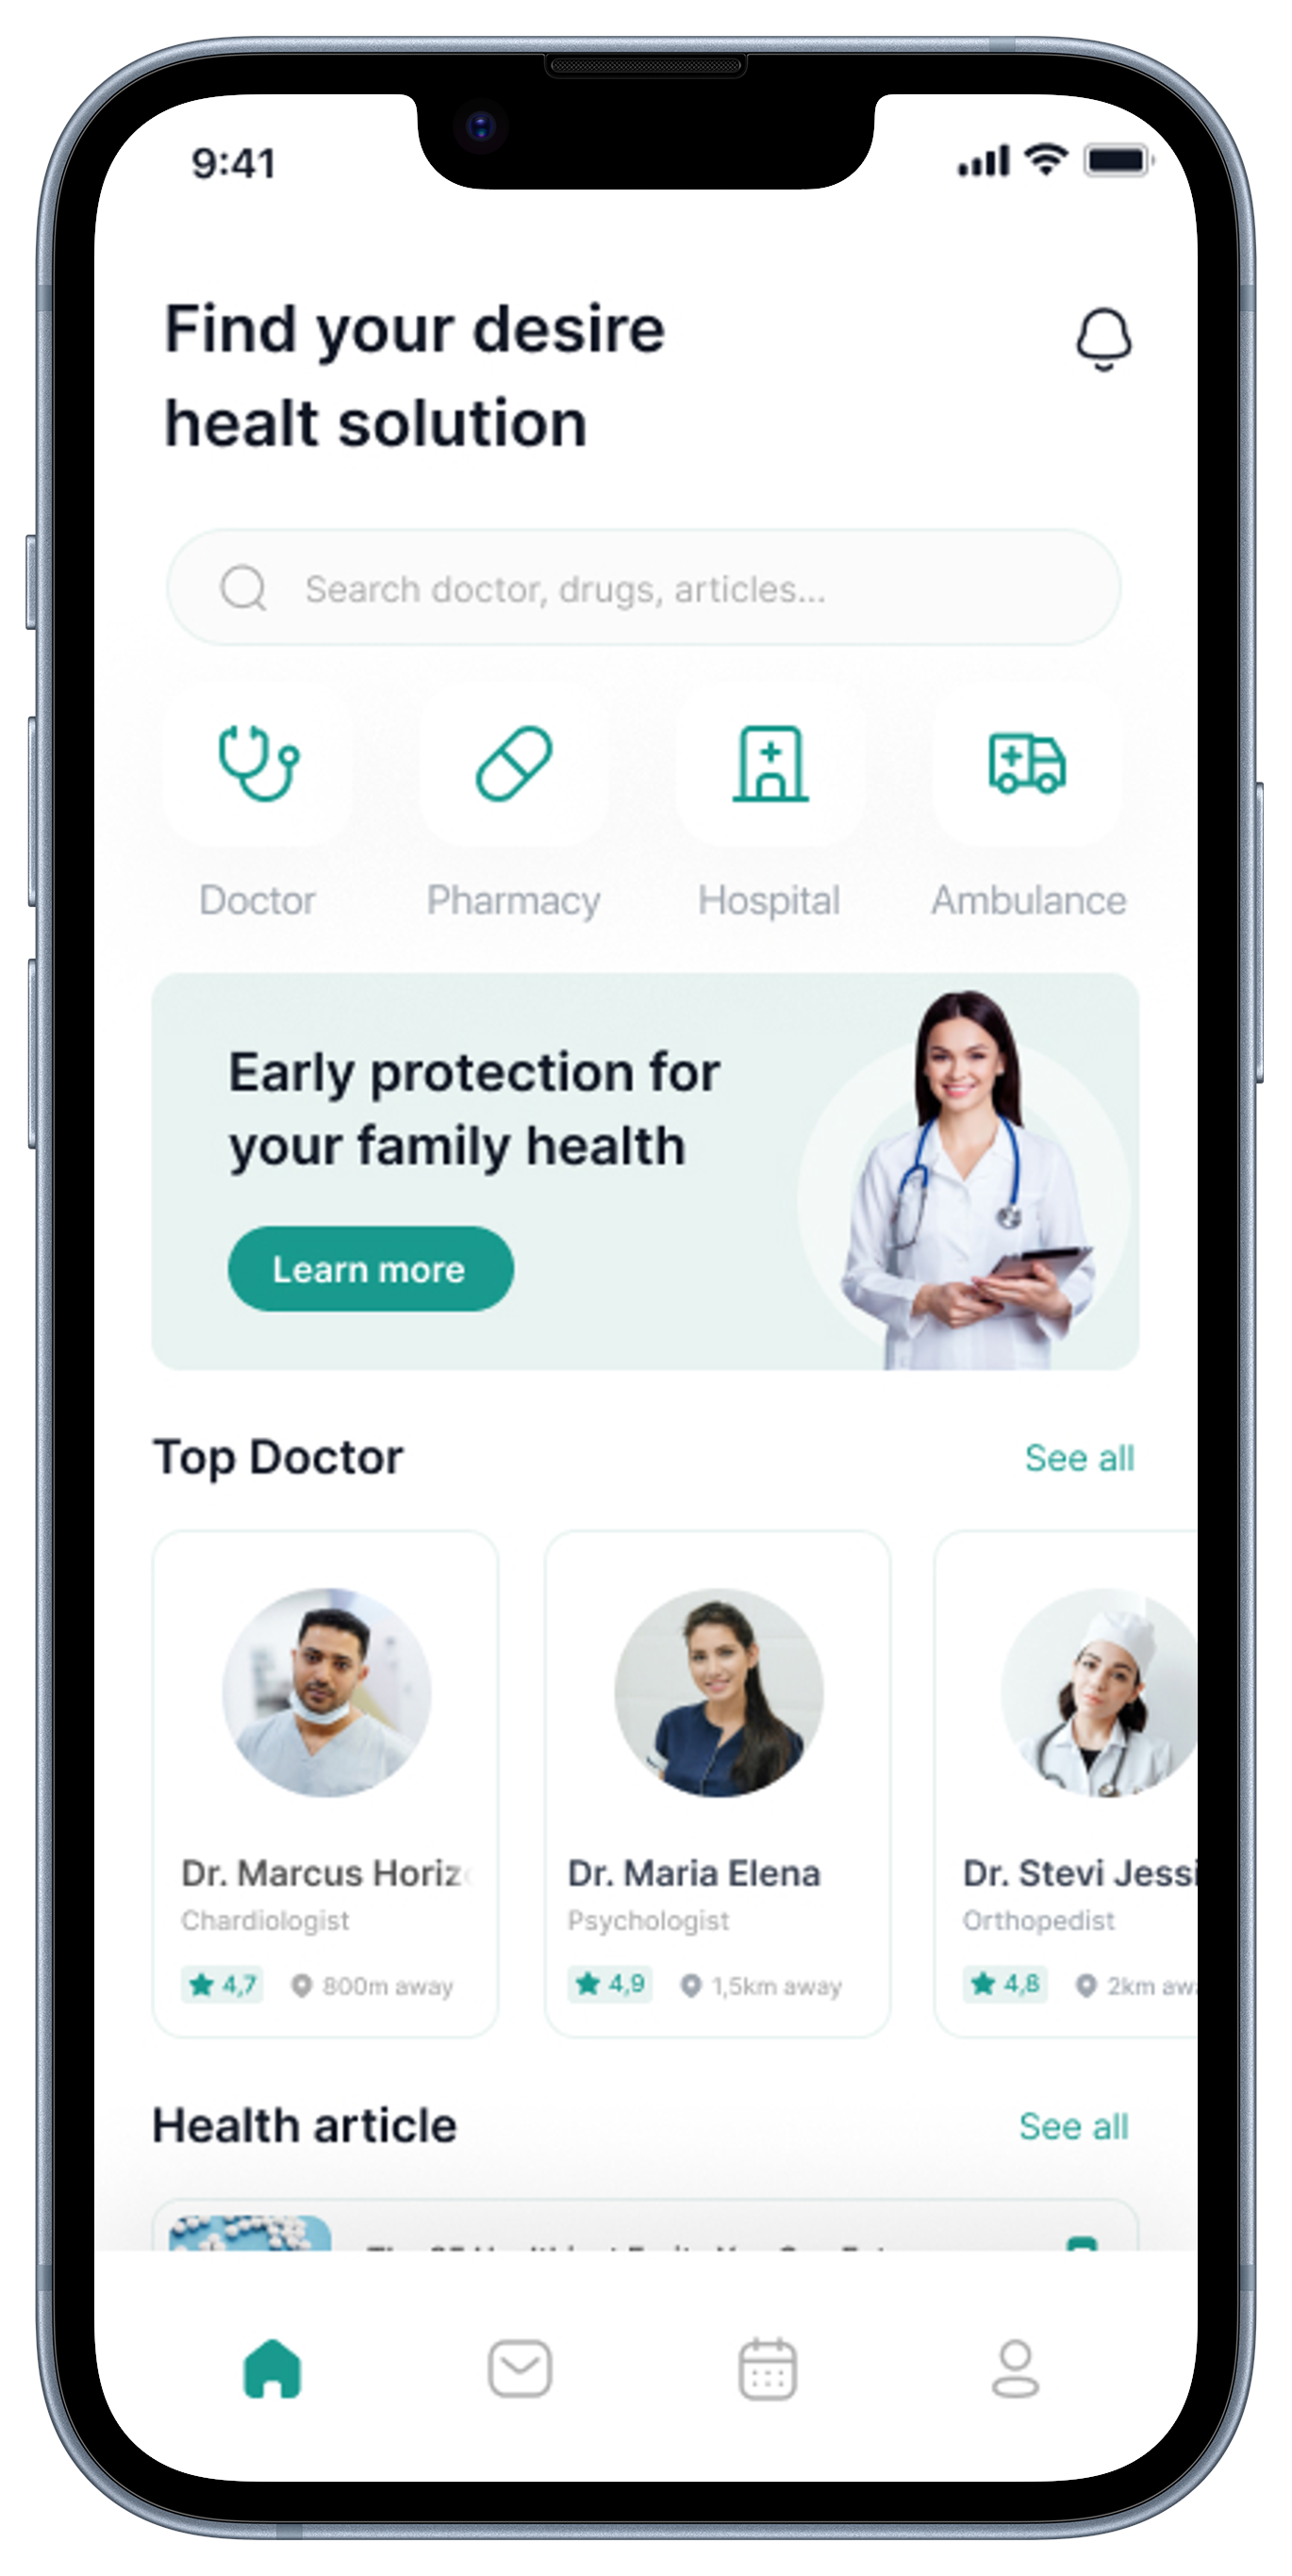 9:41
Find your desire
healt solution
Search doctor, drugs, articles...
Doctor Pharmacy Hospital Ambulance
Early protection for
your family health
Learn more
Top Doctor See all
Dr. Marcus Horiz
Chardiologist
4,7 800m away
Dr. Maria Elena
Psychologist
4,9 1,5km away
Dr. Stevi Jessi
Orthopedist
4,8 2km awa
Health article See all